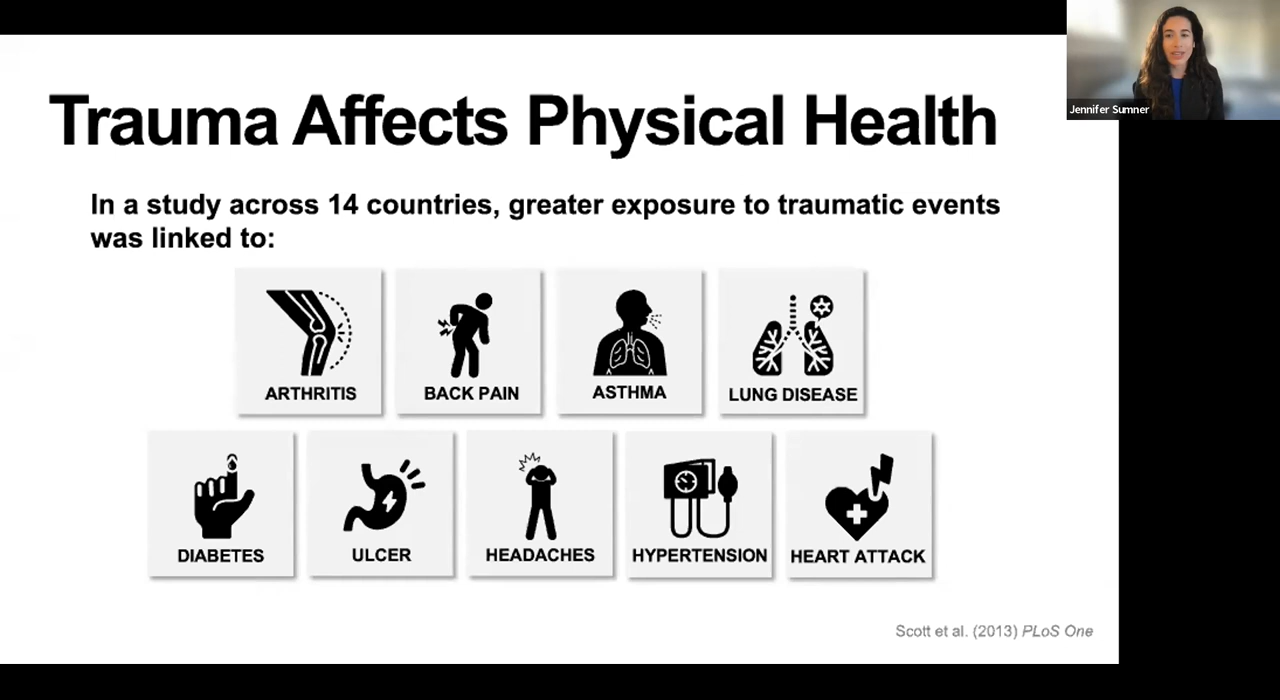 Trauma Affects Physical Health
Jennifer Sumner
In a study across 14 countries, greater exposure to traumatic events
was linked to:
ARTHRITIS
BACK PAIN
ASTHMA
LUNG DISEASE
DIABETES
ULCER
HEADACHES
HYPERTENSION
HEART ATTACK
Scott et al. (2013) PLoS One